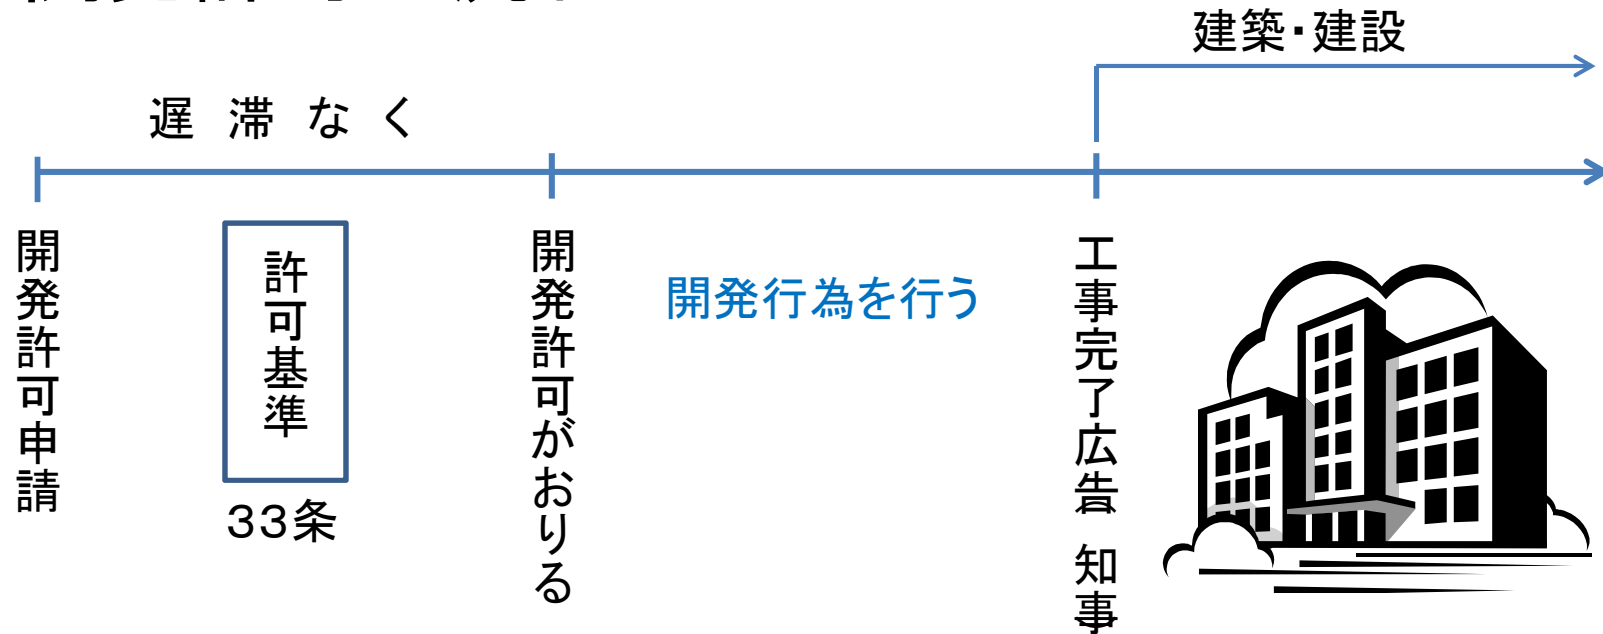 建築・建設
遅滞なく
開発許可申請
許可基準
33条
開発許可がおりる
開発行為を行う
工事完了広告 知事